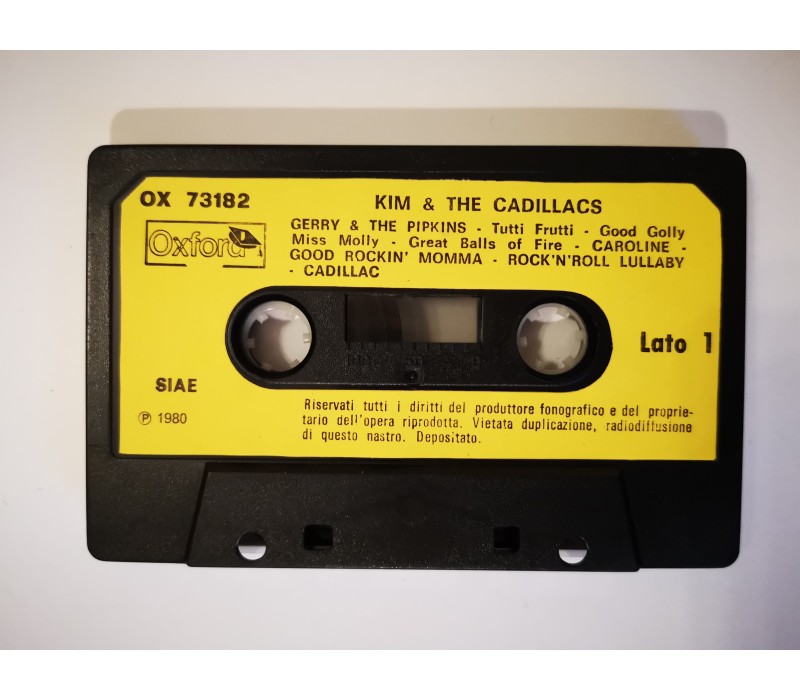 OX 73182
KIM & THE CADILLACS
Oxford
GERRY & THE PIPKINS - Tutti Frutti - Good Golly
Miss Molly - Great Balls of Fire - CAROLINE -
GOOD ROCKIN' MOMMA - ROCK'N'ROLL LULLABY
- CADILLAC
Lato 1
SIAE
Ⓟ 1980
Riservati tutti i diritti del produttore fonografico e del proprie-
tario dell'opera riprodotta. Vietata duplicazione, radiodiffusione
di questo nastro. Depositato.